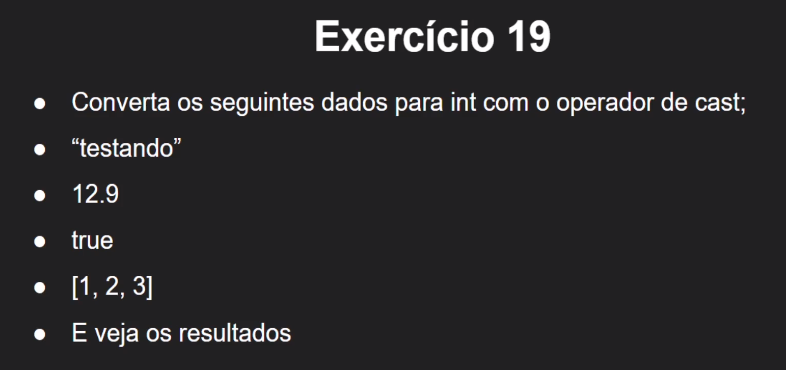 Exercício 19
● Converta os seguintes dados para int com o operador de cast;
● “testando”
● 12.9
● true
● [1, 2, 3]
● E veja os resultados